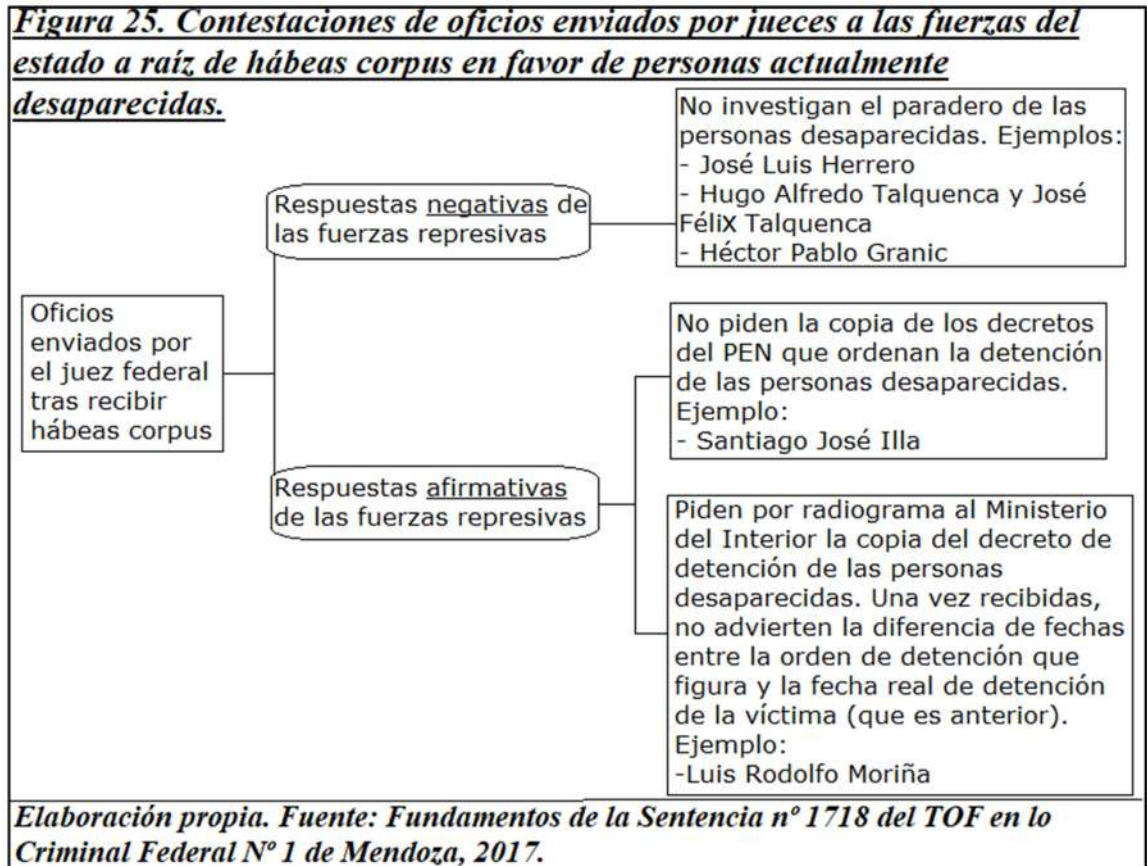 Figura 25. Contestaciones de oficios enviados por jueces a las fuerzas del
estado a raíz de hábeas corpus en favor de personas actualmente
desaparecidas.
Oficios
enviados por
el juez federal
tras recibir
hábeas corpus
Respuestas negativas de
las fuerzas represivas
No investigan el paradero de las
personas desaparecidas. Ejemplos:
- José Luis Herrero
- Hugo Alfredo Talquenca y José
FéliX Talquenca
- Héctor Pablo Granic
Respuestas afirmativas
de las fuerzas represivas
No piden la copia de los decretos
del PEN que ordenan la detención
de las personas desaparecidas.
Ejemplo:
- Santiago José Illa
Piden por radiograma al Ministerio
del Interior la copia del decreto de
detención de las personas
desaparecidas. Una vez recibidas,
no advierten la diferencia de fechas
entre la orden de detención que
figura y la fecha real de detención
de la víctima (que es anterior).
Ejemplo:
-Luis Rodolfo Moriña
Elaboración propia. Fuente: Fundamentos de la Sentencia nº 1718 del TOF en lo
Criminal Federal Nº 1 de Mendoza, 2017.